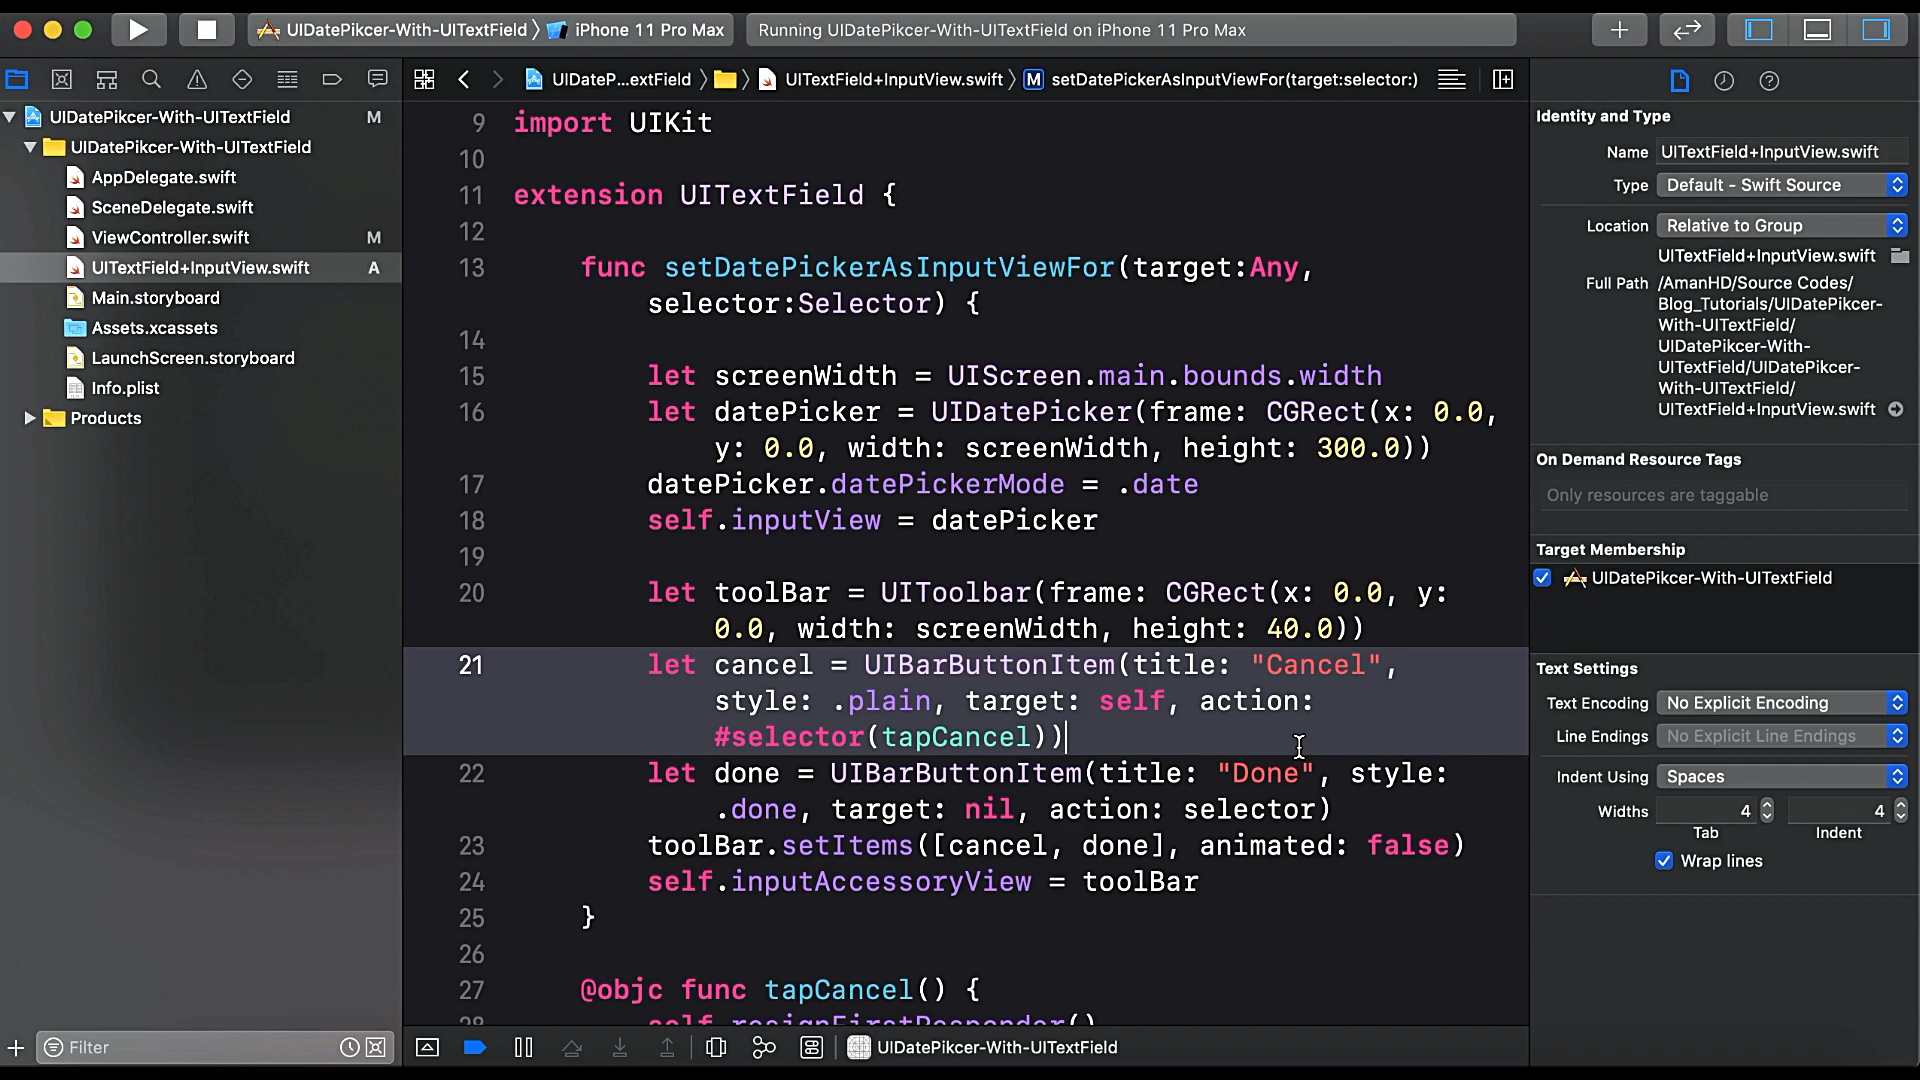 UIDatePikcer-With-UITextField 〉 iPhone 11 Pro Max
Running UIDatePikcer-With-UITextField on iPhone 11 Pro Max
UIDateP...extField 〉 〉 UITextField+InputView.swift 〉 M setDatePickerAsInputViewFor(target:selector:)
UIDatePikcer-With-UITextField M
UIDatePikcer-With-UITextField
AppDelegate.swift
SceneDelegate.swift
ViewController.swift M
UITextField+InputView.swift A
Main.storyboard
Assets.xcassets
LaunchScreen.storyboard
Info.plist
Products
Filter
9 import UIKit
10
11 extension UITextField {
12
13 func setDatePickerAsInputViewFor(target:Any,
selector:Selector) {
14
15 let screenWidth = UIScreen.main.bounds.width
16 let datePicker = UIDatePicker(frame: CGRect(x: 0.0,
y: 0.0, width: screenWidth, height: 300.0))
17 datePicker.datePickerMode = .date
18 self.inputView = datePicker
19
20 let toolBar = UIToolbar(frame: CGRect(x: 0.0, y:
0.0, width: screenWidth, height: 40.0))
21 let cancel = UIBarButtonItem(title: "Cancel",
style: .plain, target: self, action:
#selector(tapCancel))
22 let done = UIBarButtonItem(title: "Done", style:
.done, target: nil, action: selector)
23 toolBar.setItems([cancel, done], animated: false)
24 self.inputAccessoryView = toolBar
25 }
26
27 @objc func tapCancel() {
28 self.resignFirstResponder()
UIDatePikcer-With-UITextField
Identity and Type
Name UITextField+InputView.swift
Type Default - Swift Source
Location Relative to Group
UITextField+InputView.swift
Full Path /AmanHD/Source Codes/
Blog_Tutorials/UIDatePikcer-
With-UITextField/
UIDatePikcer-With-
UITextField/UIDatePikcer-
With-UITextField/
UITextField+InputView.swift
On Demand Resource Tags
Only resources are taggable
Target Membership
UIDatePikcer-With-UITextField
Text Settings
Text Encoding No Explicit Encoding
Line Endings No Explicit Line Endings
Indent Using Spaces
Widths 4 4
Tab Indent
Wrap lines